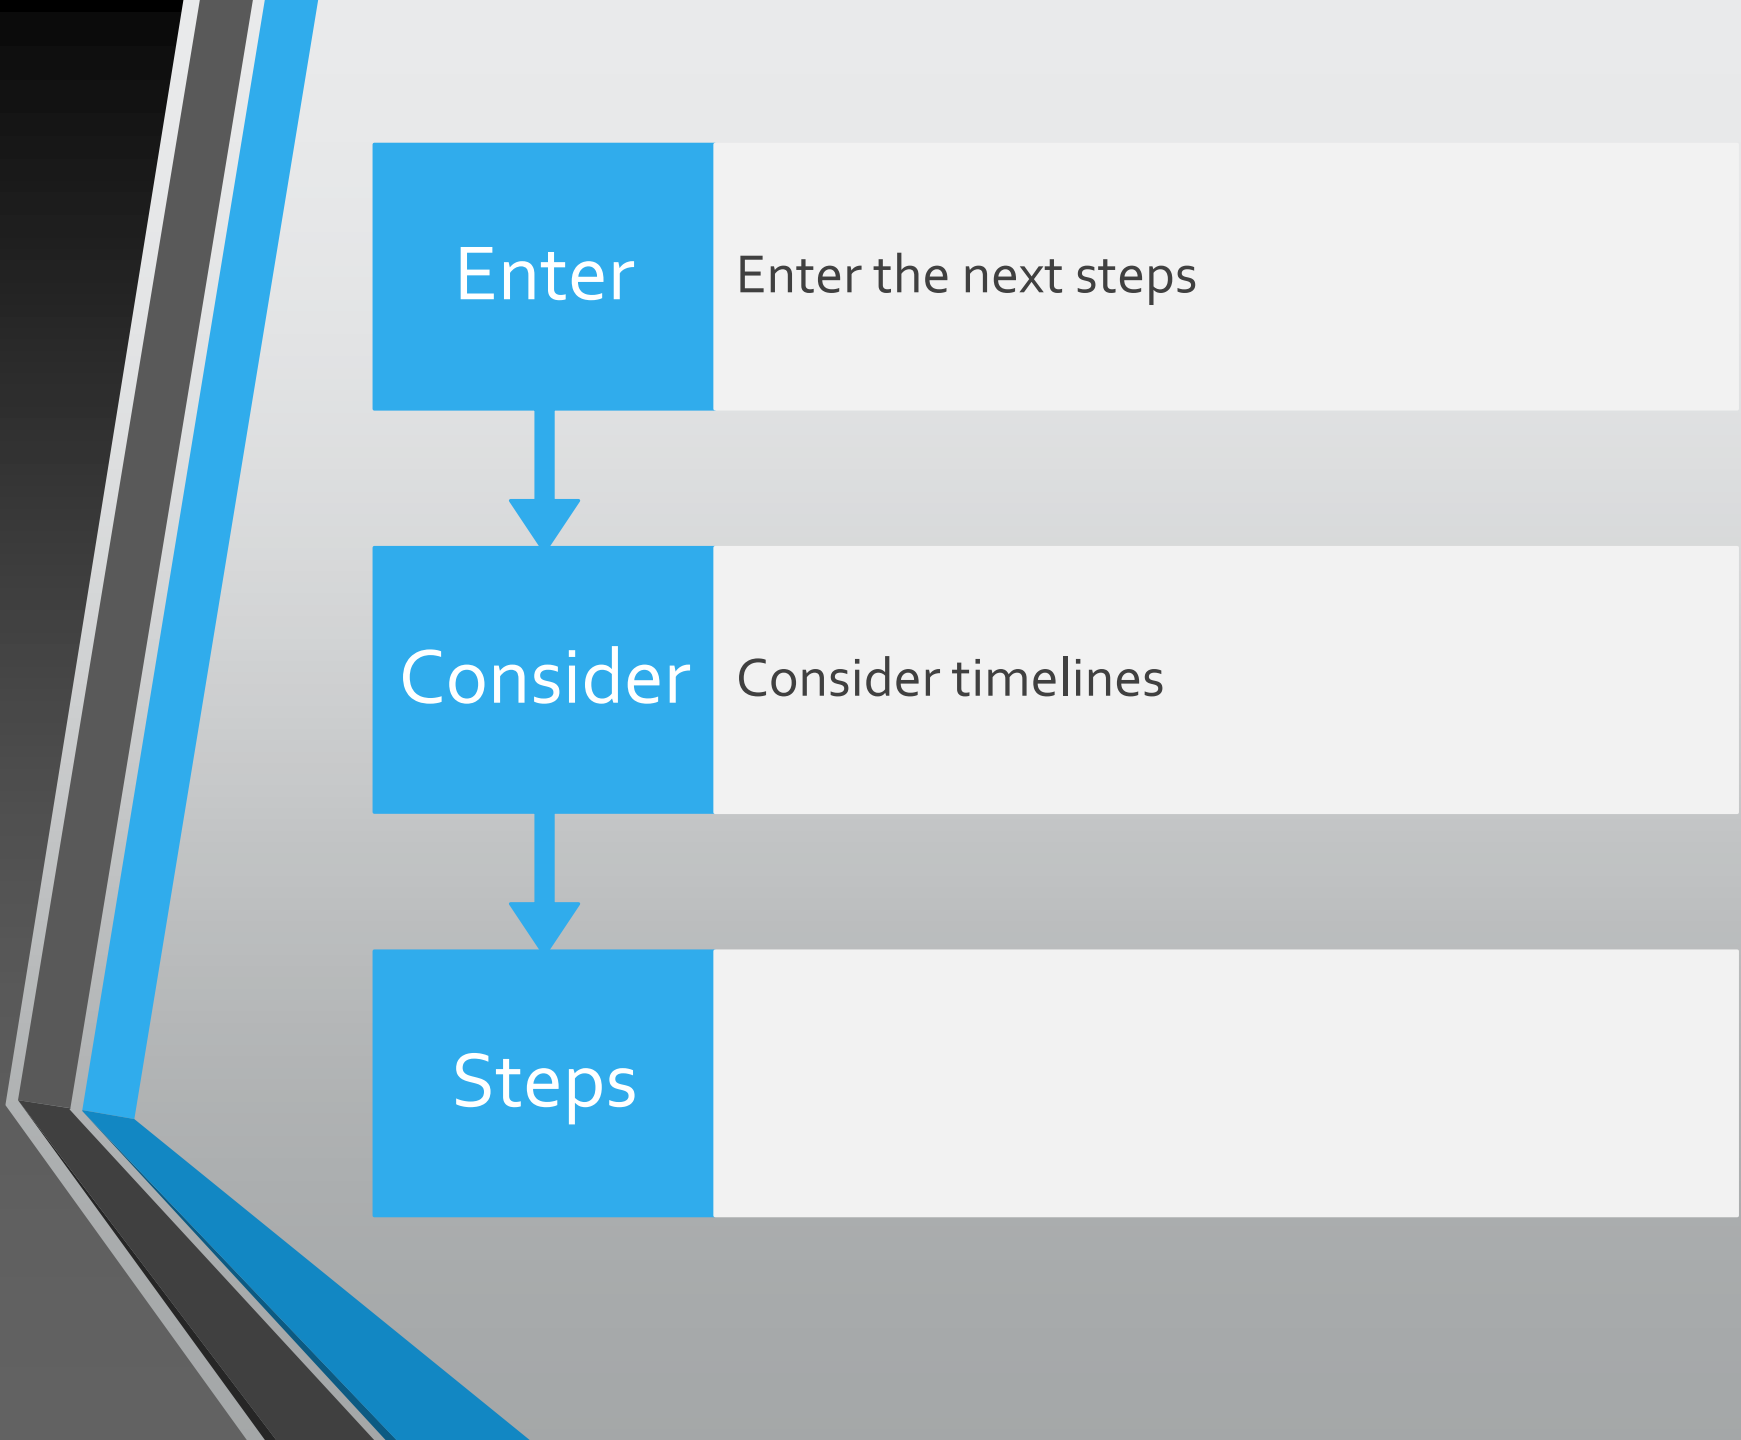 Enter
Enter the next steps
Consider
Consider timelines
Steps